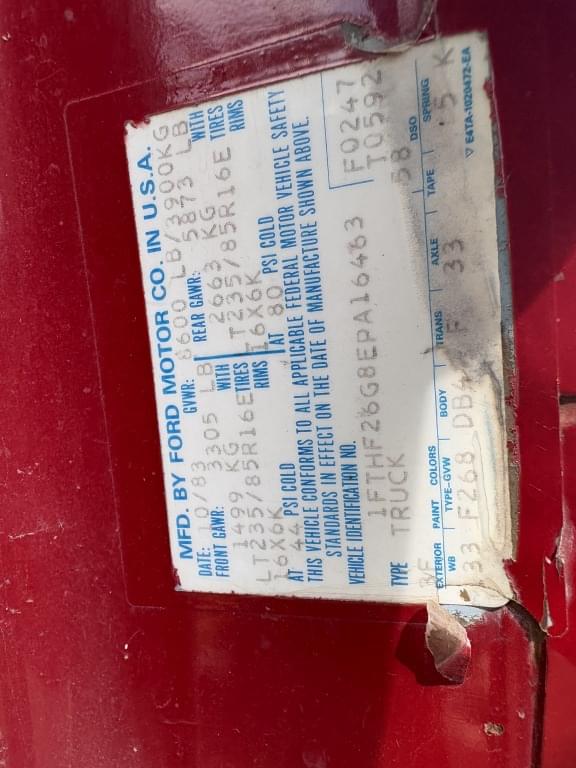 MFD. BY FORD MOTOR CO. IN U.S.A.
DATE: 10/83 GVWR: 8600 LB/3900KG
FRONT GAWR: 3305 LB REAR GAWR: 5873 LB
1499 KG WITH 2663 KG WITH
LT235/85R16E TIRES LT235/85R16E TIRES
16X6K RIMS 16X6K RIMS
AT 44 PSI COLD AT 80 PSI COLD
THIS VEHICLE CONFORMS TO ALL APPLICABLE FEDERAL MOTOR VEHICLE SAFETY
STANDARDS IN EFFECT ON THE DATE OF MANUFACTURE SHOWN ABOVE.
VEHICLE IDENTIFICATION NO.
1FTHF26G8EPA16463 F0247
TYPE TRUCK T0592
58
EXTERIOR PAINT COLORS DSO
WB TYPE-GVW BODY TRANS AXLE TAPE SPRING
33 F268 F 33 5 K
▽ E4TA-1020472-EA